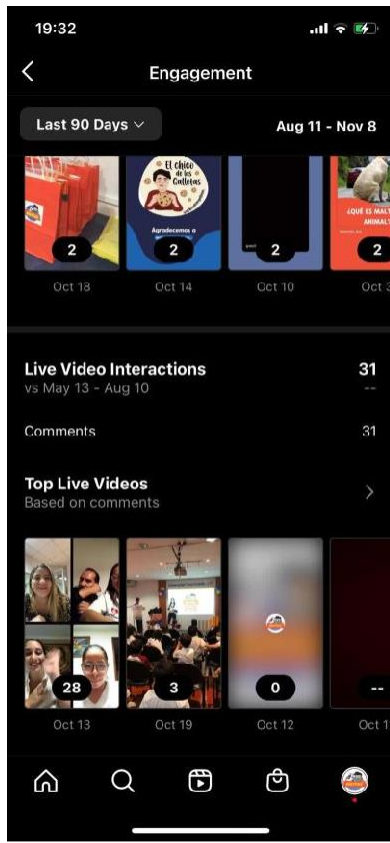 19:32
Engagement
Last 90 Days
Aug 11 - Nov 8
El chico
de las
Galletas
Agradecemos a
¿QUÉ ES MALT
ANIMAL?
2
2
2
2
Oct 18
Oct 14
Oct 10
Oct 3
Live Video Interactions
31
vs May 13 - Aug 10
--
Comments
31
Top Live Videos
Based on comments
28
3
0
--
Oct 13
Oct 19
Oct 12
Oct 1